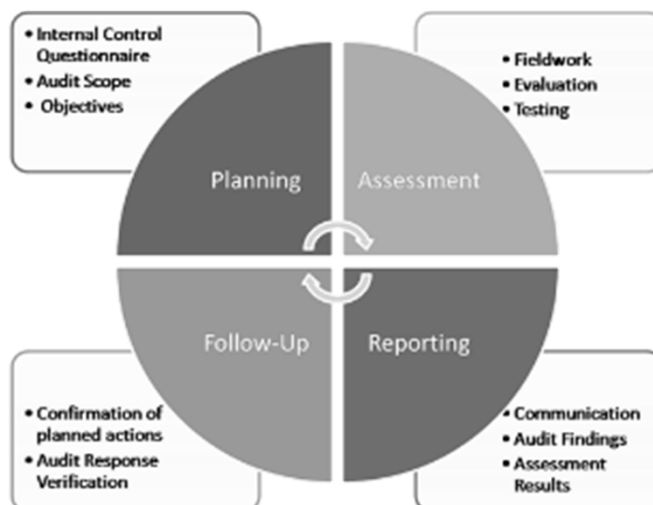 • Internal Control
Questionnaire
• Audit Scope
• Objectives
• Fieldwork
• Evaluation
• Testing
Planning
Assessment
Follow-Up
Reporting
• Confirmation of
planned actions
• Audit Response
Verification
• Communication
• Audit Findings
• Assessment
Results